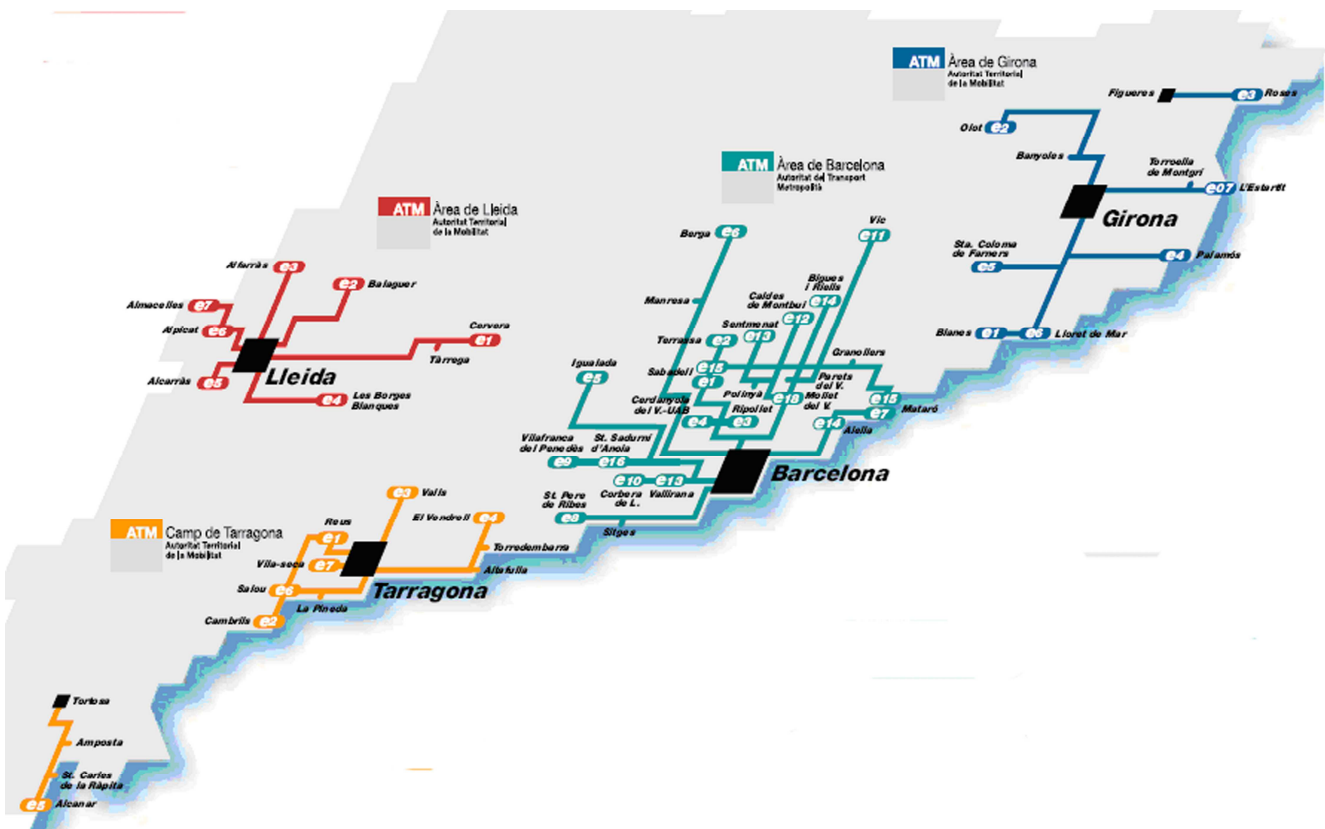 ATM Àrea de Girona
Autoritat Territorial
de la Mobilitat
Figueres
e3 Roses
Olot e2
Banyoles
Torroella
de Montgrí
e07 L'Estartit
Girona
Sta. Coloma
de Farners
e5
e4 Palamós
Blanes e1
e6 Lloret de Mar
ATM Àrea de Barcelona
Autoritat del Transport
Metropolità
Berga e6
Vic
e11
Manresa
Bigues
i Riells
e14
Caldes
de Montbui
e12
Sentmenat
e13
Terrassa e2
Granollers
Igualada
e5
Sabadell e15
e1
Parets
del V.
Polinyà
e18
Mollet
del V.
Cerdanyola
del V.-UAB
Ripollet
e4 e3
e15
e7
Mataró
e14
Alella
Vilafranca
del Penedès
e9
St. Sadurní
d'Anoia
e16
Barcelona
e10 e13
Corbera
de L.
Vallirana
St. Pere
de Ribes
e8
Sitges
ATM Àrea de Lleida
Autoritat Territorial
de la Mobilitat
Alfarràs e3
e2 Balaguer
Almacelles e7
Alpicat e6
Cervera
e1
Tàrrega
Lleida
Alcarràs e5
e4 Les Borges
Blanques
ATM Camp de Tarragona
Autoritat Territorial
de la Mobilitat
e3 Valls
El Vendrell e4
Reus
e1
Torredembarra
Vila-seca e7
Altafulla
Salou e6
Tarragona
La Pineda
Cambrils e2
Tortosa
Amposta
St. Carles
de la Ràpita
e5 Alcanar